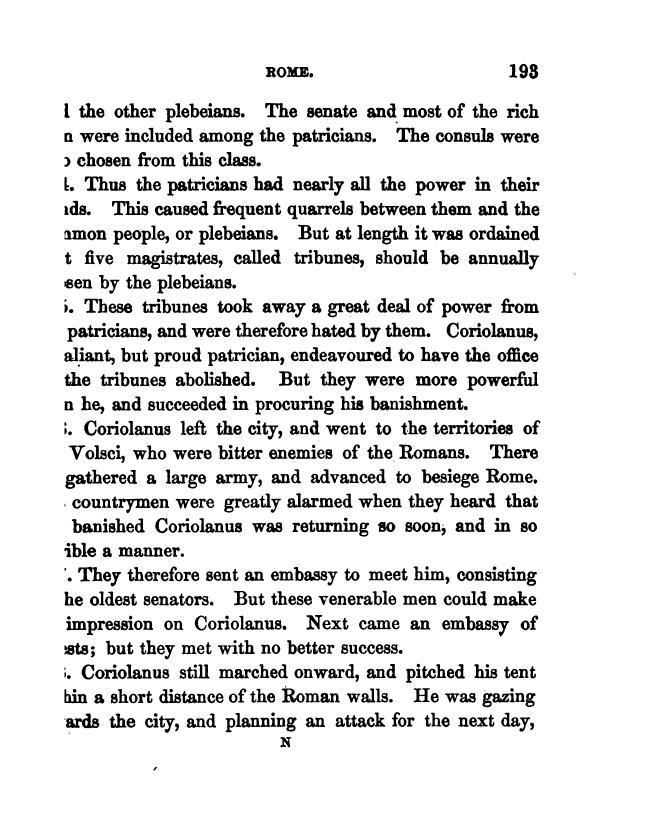 ROME. 193
the other plebeians. The senate and most of the rich
n were included among the patricians. The consuls were
chosen from this class.
. Thus the patricians had nearly all the power in their
ds. This caused frequent quarrels between them and the
mon people, or plebeians. But at length it was ordained
t five magistrates, called tribunes, should be annually
sen by the plebeians.
. These tribunes took away a great deal of power from
patricians, and were therefore hated by them. Coriolanus,
aliant, but proud patrician, endeavoured to have the office
the tribunes abolished. But they were more powerful
n he, and succeeded in procuring his banishment.
. Coriolanus left the city, and went to the territories of
Volsci, who were bitter enemies of the Romans. There
gathered a large army, and advanced to besiege Rome.
countrymen were greatly alarmed when they heard that
banished Coriolanus was returning so soon, and in so
ible a manner.
. They therefore sent an embassy to meet him, consisting
he oldest senators. But these venerable men could make
impression on Coriolanus. Next came an embassy of
sts; but they met with no better success.
. Coriolanus still marched onward, and pitched his tent
hin a short distance of the Roman walls. He was gazing
ards the city, and planning an attack for the next day,
N